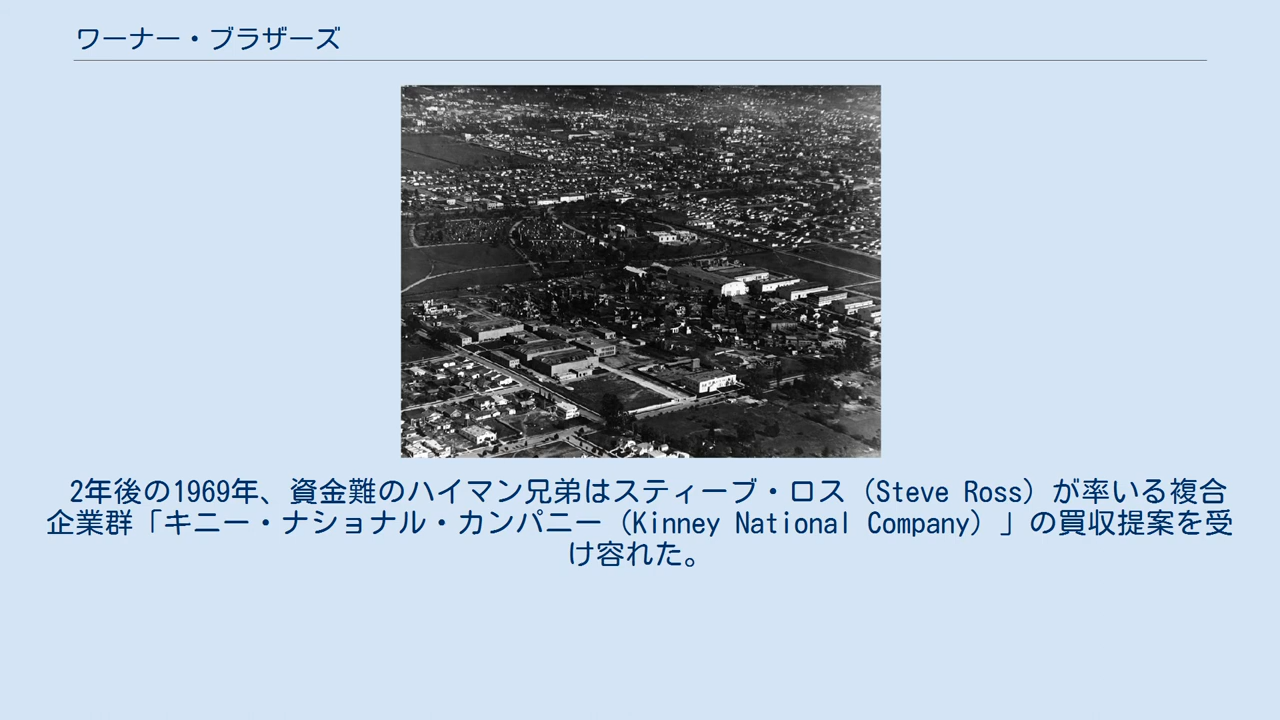 ワーナー・ブラザーズ
2年後の1969年、資金難のハイマン兄弟はスティーブ・ロス（Steve Ross）が率いる複合
企業群「キニー・ナショナル・カンパニー（Kinney National Company）」の買収提案を受
け容れた。